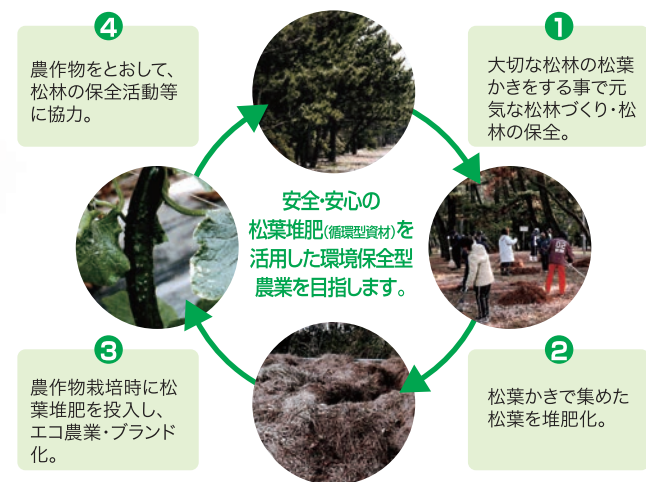 1
大切な松林の松葉
かきをする事で元
気な松林づくり・松
林の保全。
2
松葉かきで集めた
松葉を堆肥化。
3
農作物栽培時に松
葉堆肥を投入し、
エコ農業・ブランド
化。
4
農作物をとおして、
松林の保全活動等
に協力。
安全・安心の
松葉堆肥(循環型資材)を
活用した環境保全型
農業を目指します。